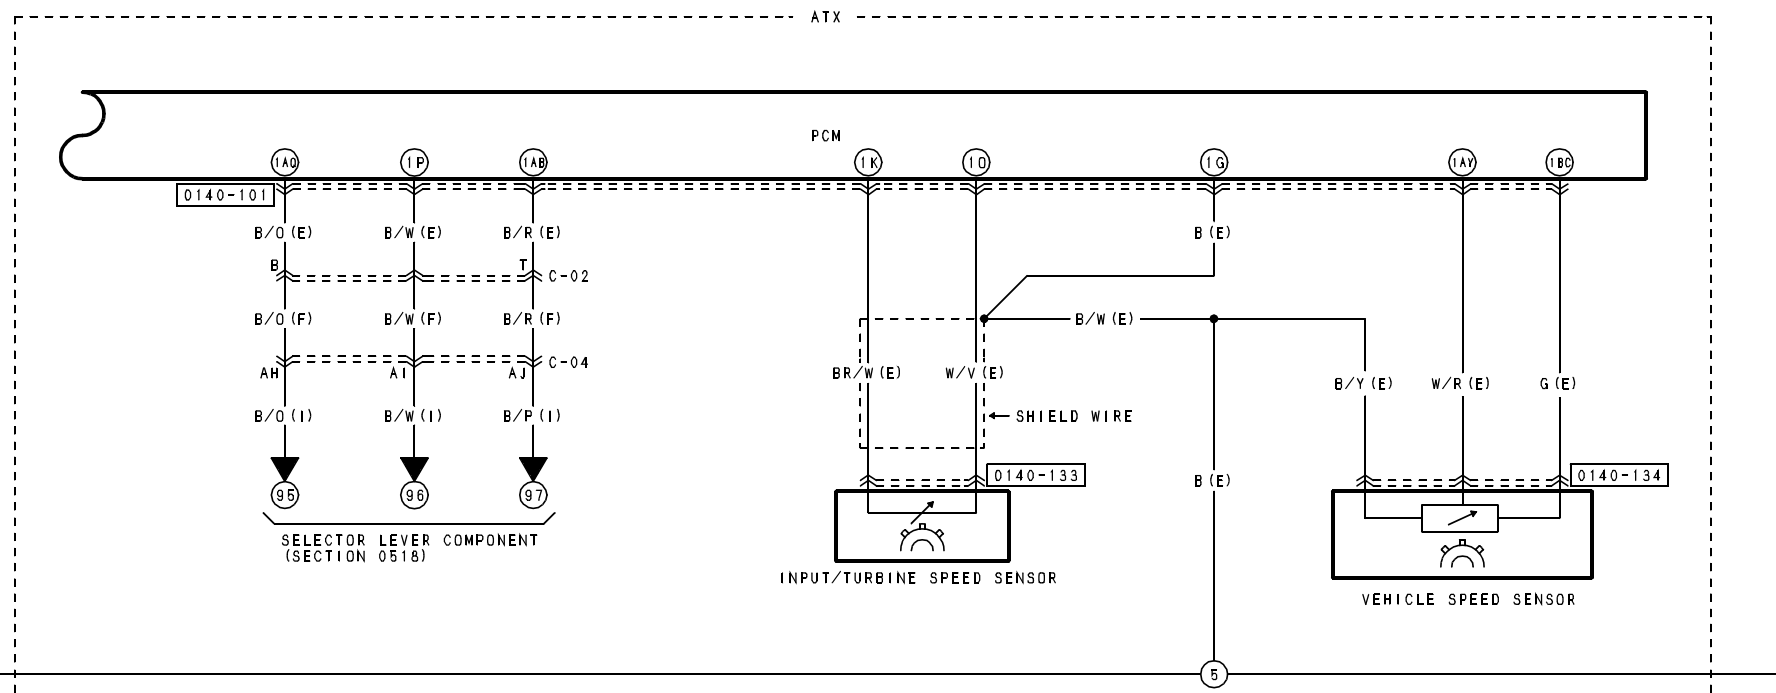 ATX
PCM
1AQ 1P 1AB 1K 1O 1G 1AY 1BC
0140-101
B/O(E) B/W(E) B/R(E) B(E)
B T C-02
B/O(F) B/W(F) B/R(F) B/W(E)
C-04
AH AI AJ BR/W(E) W/V(E) B/Y(E) W/R(E) G(E)
B/O(I) B/W(I) B/P(I) SHIELD WIRE
0140-133 B(E) 0140-134
95 96 97
SELECTOR LEVER COMPONENT
(SECTION 0518)
INPUT/TURBINE SPEED SENSOR
VEHICLE SPEED SENSOR
5